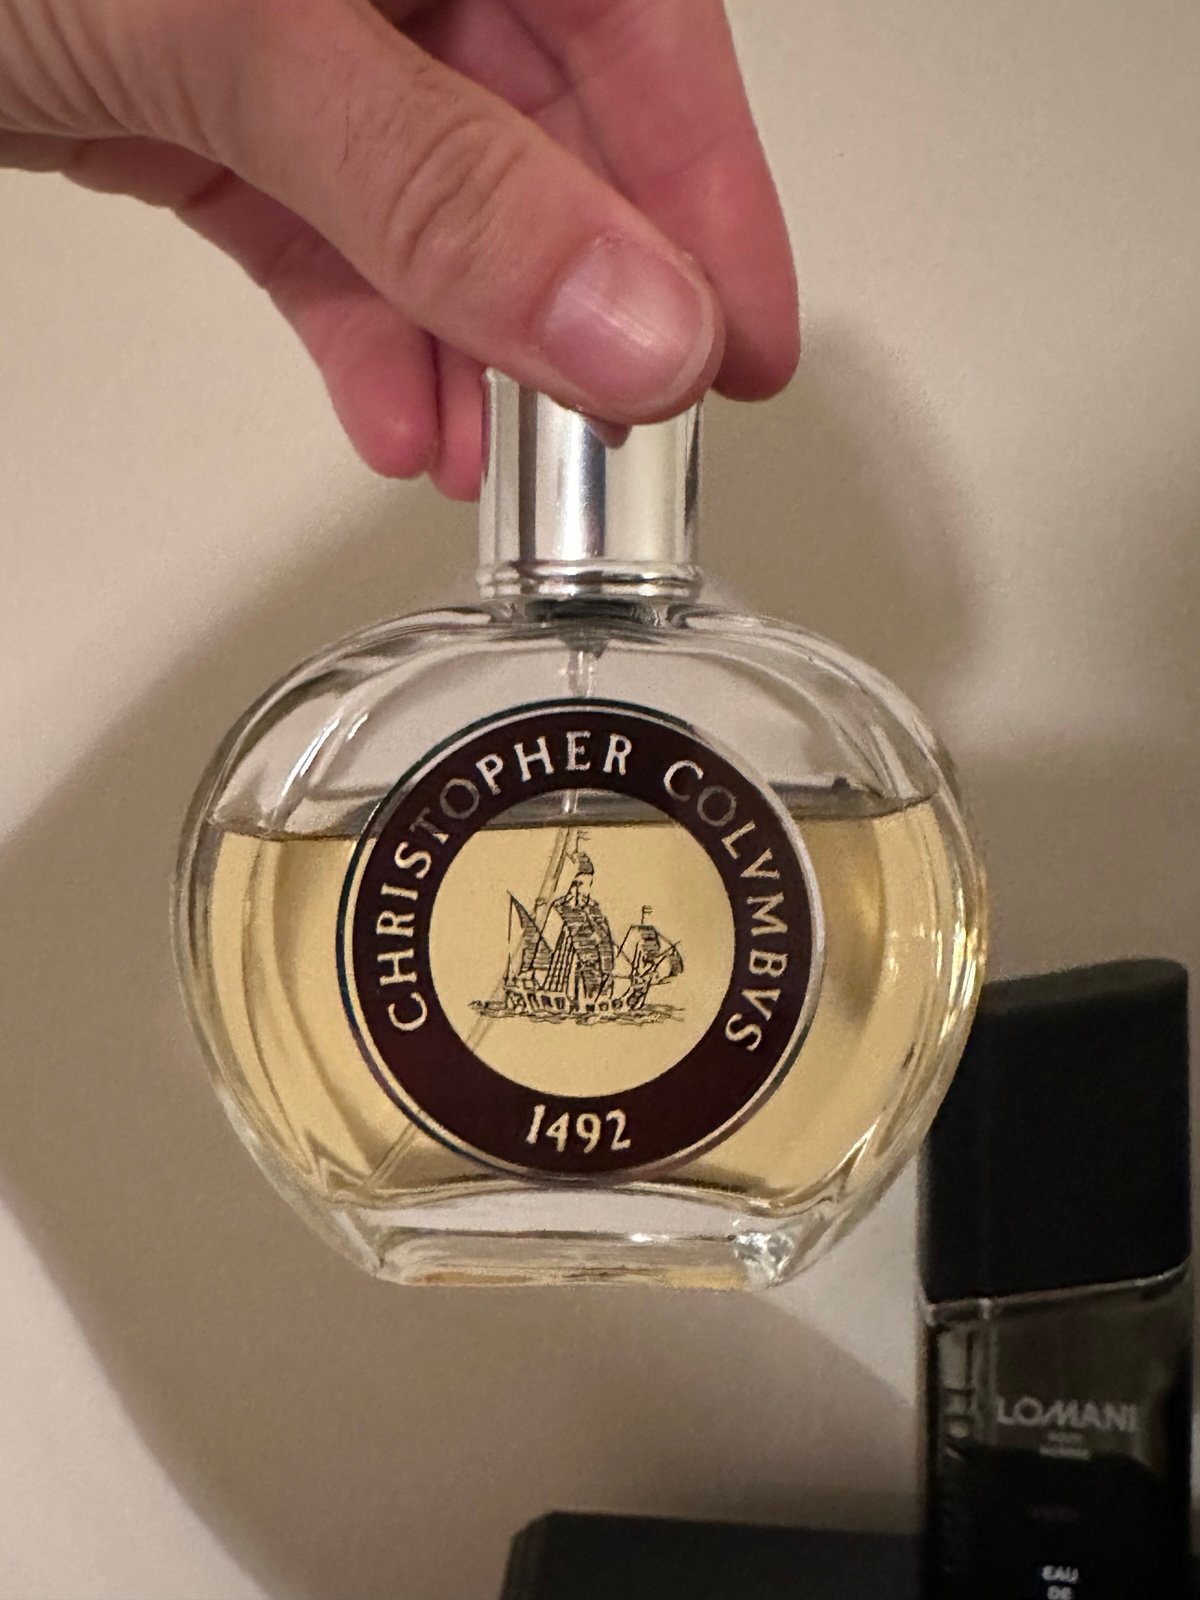 CHRISTOPHER COLVMBVS
1492
LOMANI
EAU
DE